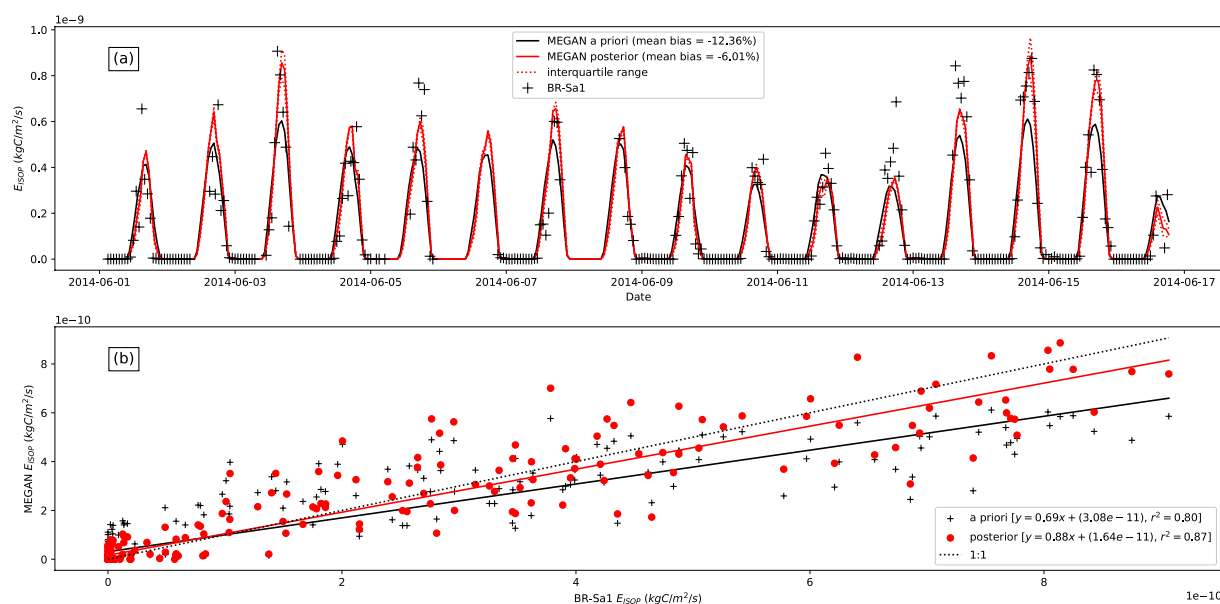 1e−9
1.0
0.8
0.6
0.4
0.2
0.0
E_ISOP (kgC/m²/s)
(a)
MEGAN a priori (mean bias = -12.36%)
MEGAN posterior (mean bias = -6.01%)
interquartile range
BR-Sa1
2014-06-01 2014-06-03 2014-06-05 2014-06-07 2014-06-09 2014-06-11 2014-06-13 2014-06-15 2014-06-17
Date
1e−10
8
6
4
2
0
MEGAN E_ISOP (kgC/m²/s)
(b)
a priori [y = 0.69x + (3.08e − 11), r² = 0.80]
posterior [y = 0.88x + (1.64e − 11), r² = 0.87]
1:1
0 2 4 6 8
BR-Sa1 E_ISOP (kgC/m²/s)
1e−10